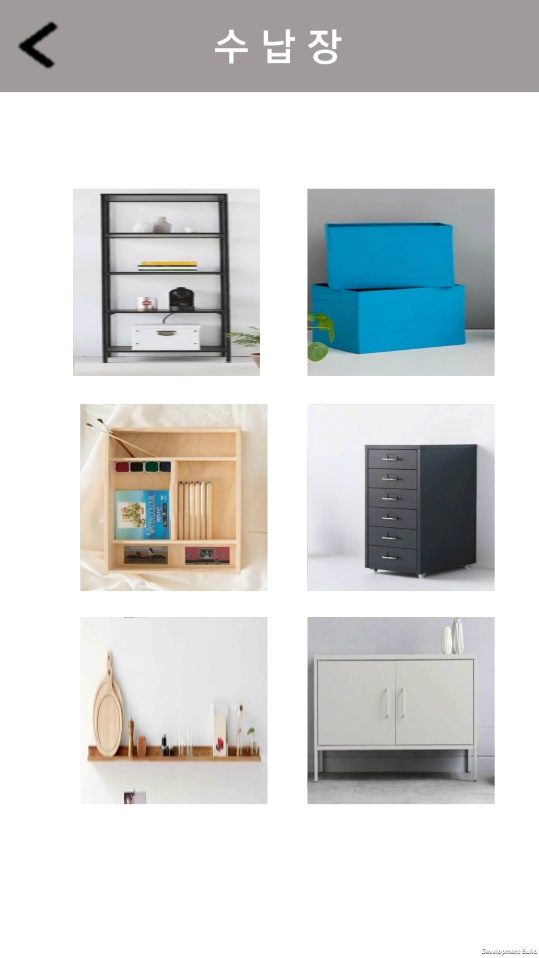 수납장
Development Build